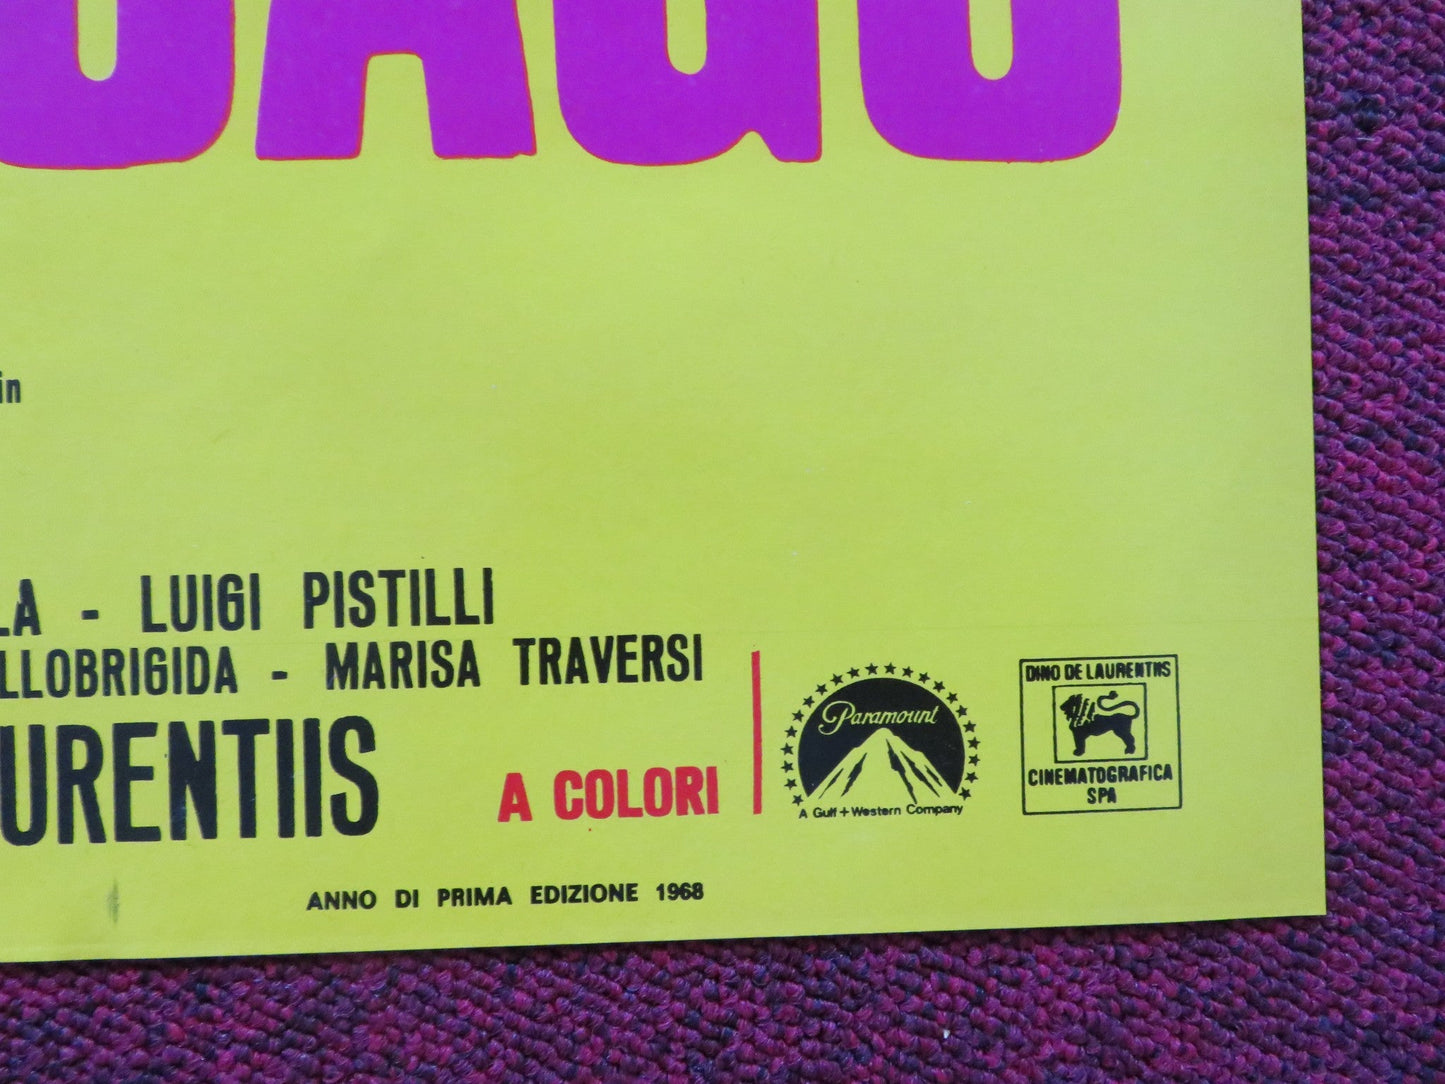 in
LA - LUIGI PISTILLI
LLOBRIGIDA - MARISA TRAVERSI
URENTIIS
A COLORI
Paramount
A Gulf + Western Company
DINO DE LAURENTIIS
CINEMATOGRAFICA
SPA
ANNO DI PRIMA EDIZIONE 1968